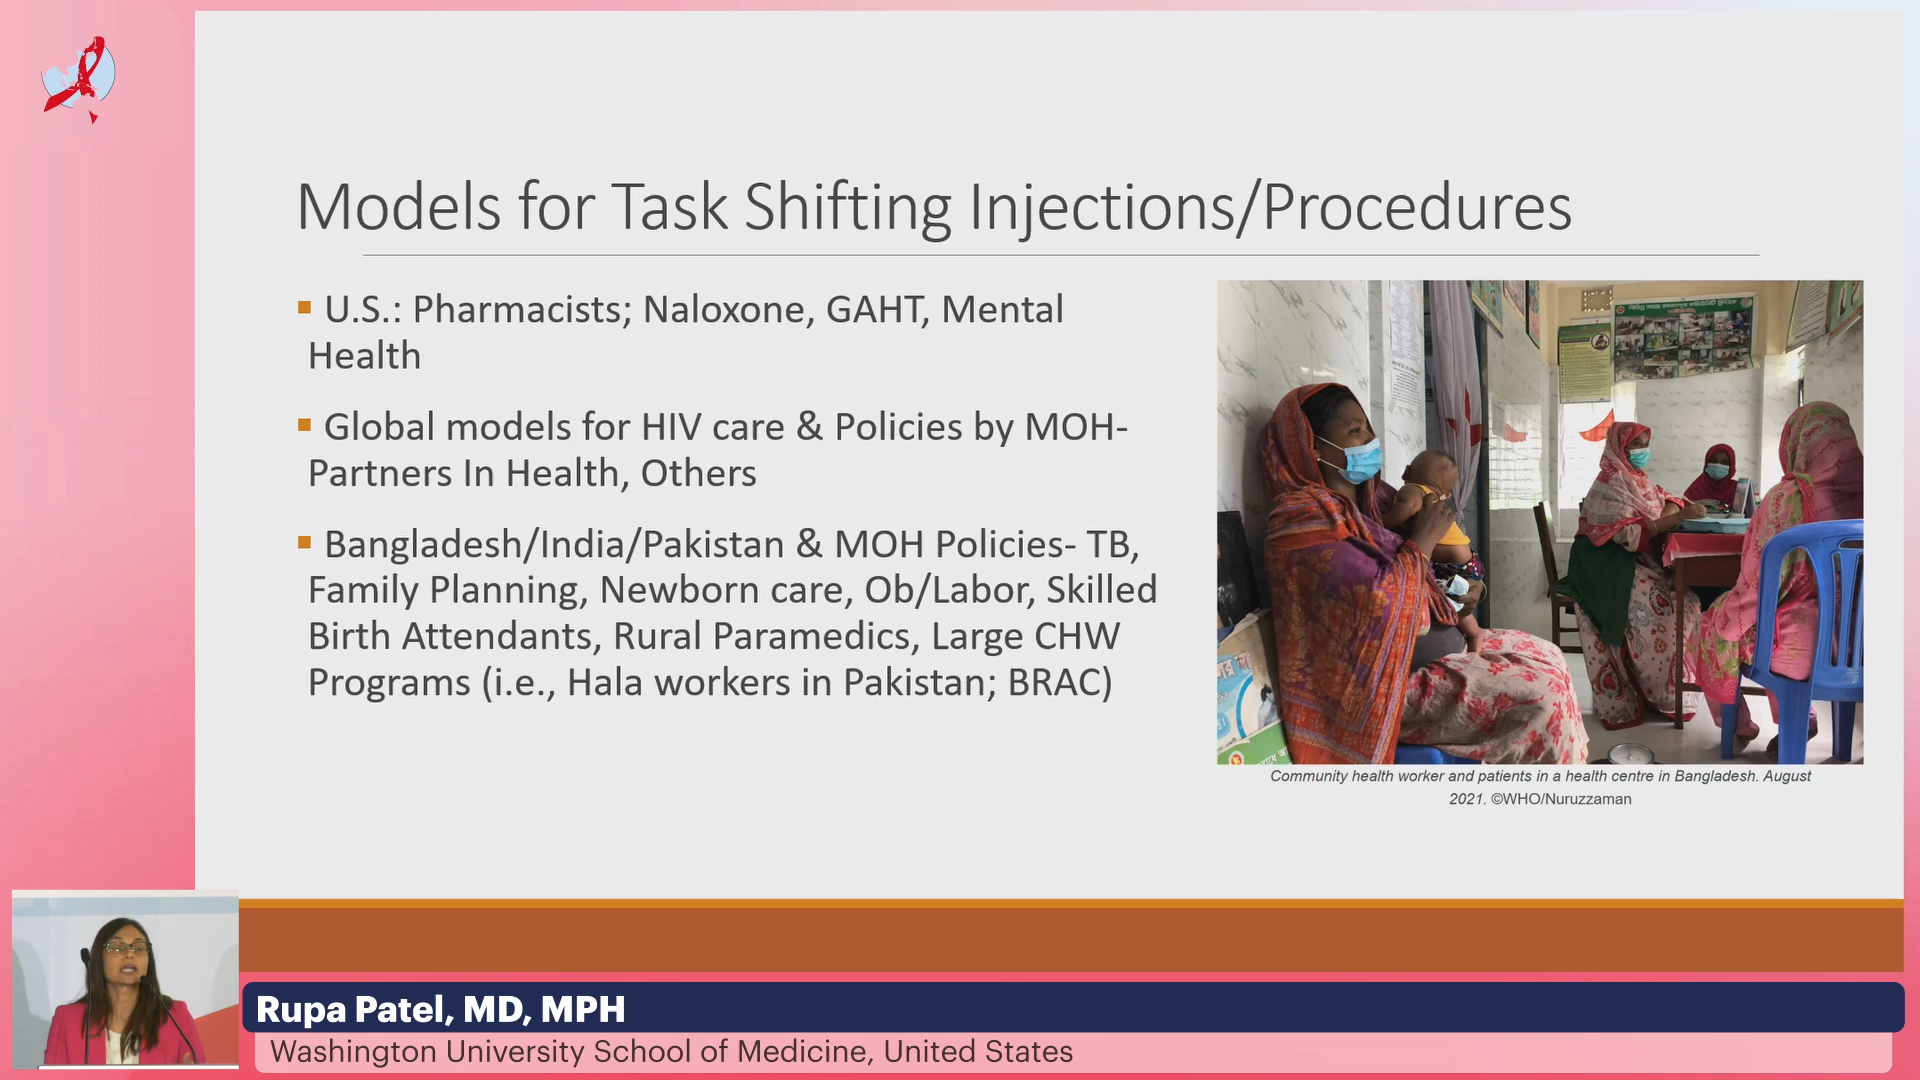 Models for Task Shifting Injections/Procedures
U.S.: Pharmacists; Naloxone, GAHT, Mental
Health
Global models for HIV care & Policies by MOH-
Partners In Health, Others
Bangladesh/India/Pakistan & MOH Policies- TB,
Family Planning, Newborn care, Ob/Labor, Skilled
Birth Attendants, Rural Paramedics, Large CHW
Programs (i.e., Hala workers in Pakistan; BRAC)
Community health worker and patients in a health centre in Bangladesh. August
2021. ©WHO/Nuruzzaman
Rupa Patel, MD, MPH
Washington University School of Medicine, United States